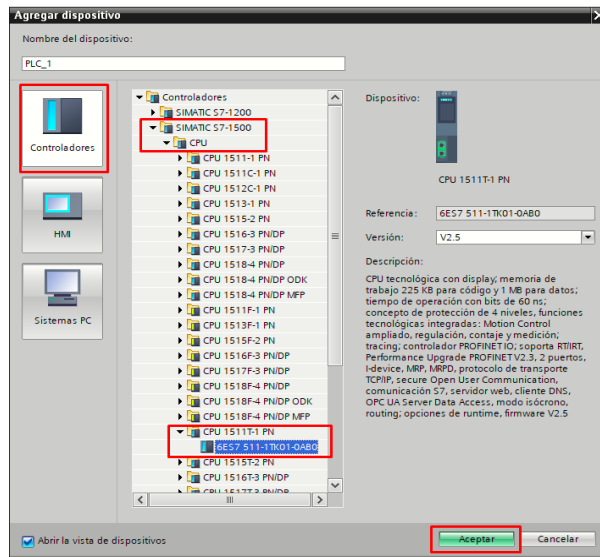 Agregar dispositivo
Nombre del dispositivo:
PLC_1
Controladores
HMI
Sistemas PC
Controladores
SIMATIC S7-1200
SIMATIC S7-1500
CPU
CPU 1511-1 PN
CPU 1511C-1 PN
CPU 1512C-1 PN
CPU 1513-1 PN
CPU 1515-2 PN
CPU 1516-3 PN/DP
CPU 1517-3 PN/DP
CPU 1518-4 PN/DP
CPU 1518-4 PN/DP ODK
CPU 1518-4 PN/DP MFP
CPU 1511F-1 PN
CPU 1513F-1 PN
CPU 1515F-2 PN
CPU 1516F-3 PN/DP
CPU 1517F-3 PN/DP
CPU 1518F-4 PN/DP
CPU 1518F-4 PN/DP ODK
CPU 1518F-4 PN/DP MFP
CPU 1511T-1 PN
6ES7 511-1TK01-0AB0
CPU 1515T-2 PN
CPU 1516T-3 PN/DP
CPU 1517T-3 PN/DP
Dispositivo:
CPU 1511T-1 PN
Referencia:
6ES7 511-1TK01-0AB0
Versión:
V2.5
Descripción:
CPU tecnológica con display; memoria de
trabajo 225 KB para código y 1 MB para datos;
tiempo de operación con bits de 60 ns;
concepto de protección de 4 niveles, funciones
tecnológicas integradas: Motion Control
ampliado, regulación, contaje y medición;
tracing; controlador PROFINET IO; soporta RT/IRT,
Performance Upgrade PROFINET V2.3, 2 puertos,
I-device, MRP, MRPD, protocolo de transporte
TCP/IP, secure Open User Communication,
comunicación S7, servidor web, cliente DNS,
OPC UA Server Data Access, modo isócrono,
routing; opciones de runtime, firmware V2.5
Abrir la vista de dispositivos
Aceptar
Cancelar